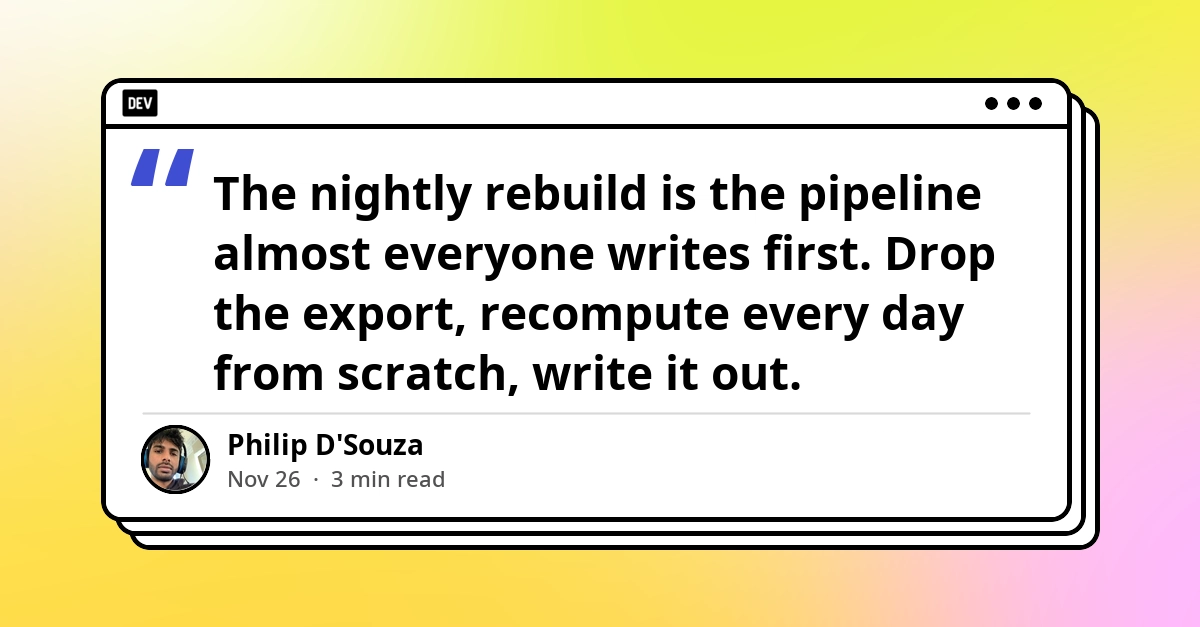 DEV
“
The nightly rebuild is the pipeline
almost everyone writes first. Drop
the export, recompute every day
from scratch, write it out.
Philip D'Souza
Nov 26 · 3 min read